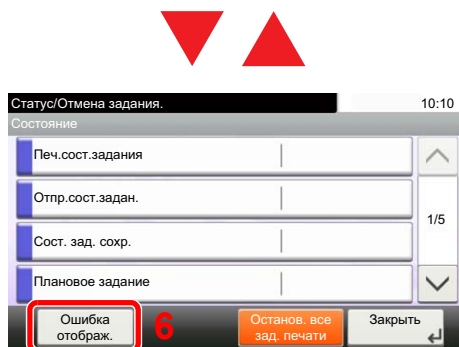 Статус/Отмена задания. 10:10
Состояние
Печ.сост.задания
Отпр.сост.задан.
1/5
Сост. зад. сохр.
Плановое задание
Ошибка
отображ.
6
Останов. все
зад. печати
Закрыть